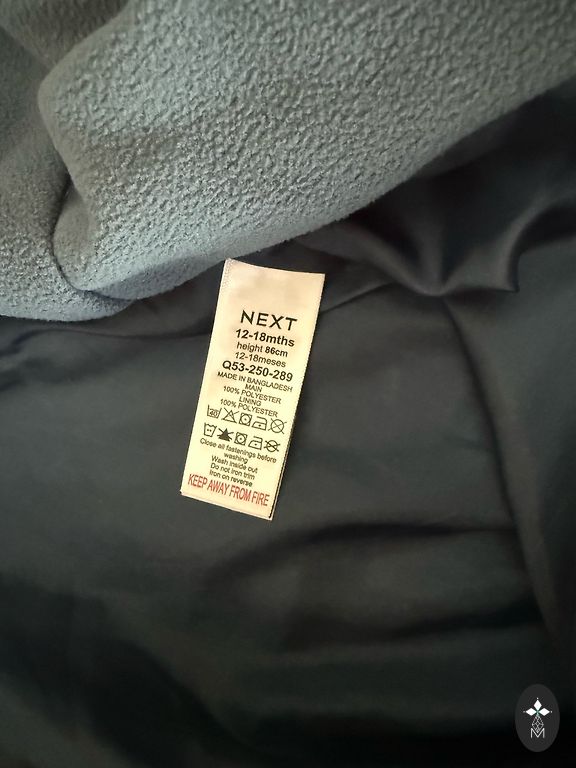 NEXT
12-18mths
height 86cm
12-18meses
Q53-250-289
MADE IN BANGLADESH
MAIN
100% POLYESTER
LINING
100% POLYESTER
40
Close all fastenings before
washing
Wash inside out
Do not iron trim
Iron on reverse
KEEP AWAY FROM FIRE
M